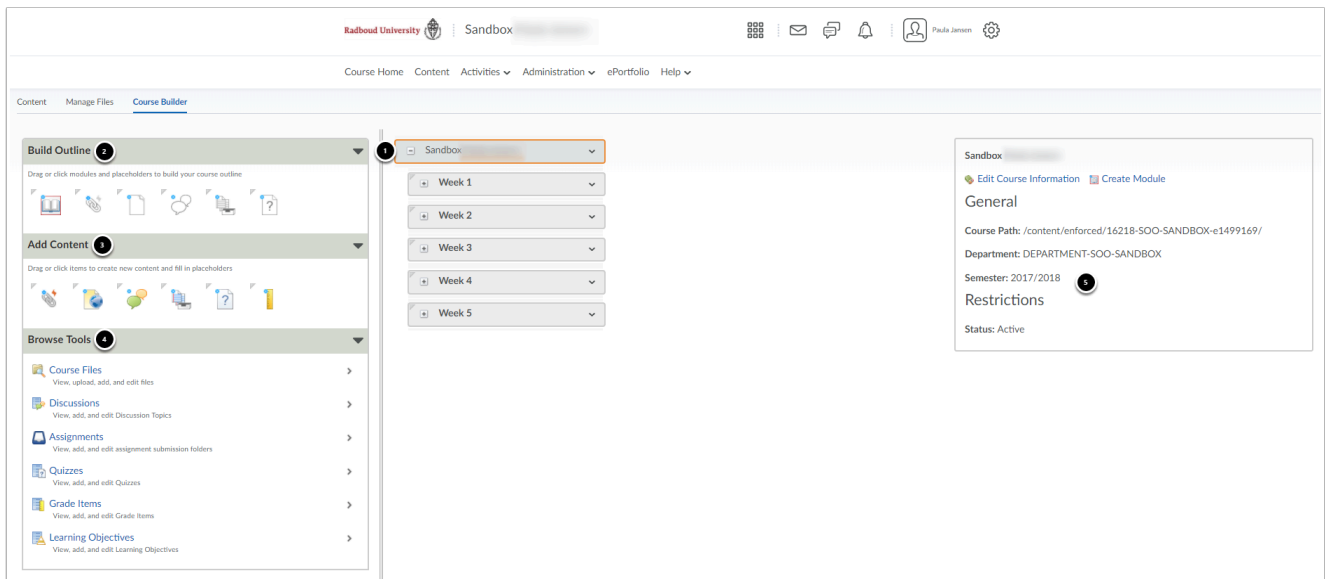 Radboud University Sandbox Paula Jansen
Course Home Content Activities Administration ePortfolio Help
Content Manage Files Course Builder
Build Outline 2
Drag or click modules and placeholders to build your course outline
Add Content 3
Drag or click items to create new content and fill in placeholders
Browse Tools 4
Course Files
View, upload, add, and edit files
Discussions
View, add, and edit Discussion Topics
Assignments
View, add, and edit assignment submission folders
Quizzes
View, add, and edit Quizzes
Grade Items
View, add, and edit Grade Items
Learning Objectives
View, add, and edit Learning Objectives
1 Sandbox
Week 1
Week 2
Week 3
Week 4
Week 5
Sandbox
Edit Course Information Create Module
General
Course Path: /content/enforced/16218-SOO-SANDBOX-e1499169/
Department: DEPARTMENT-SOO-SANDBOX
Semester: 2017/2018 5
Restrictions
Status: Active